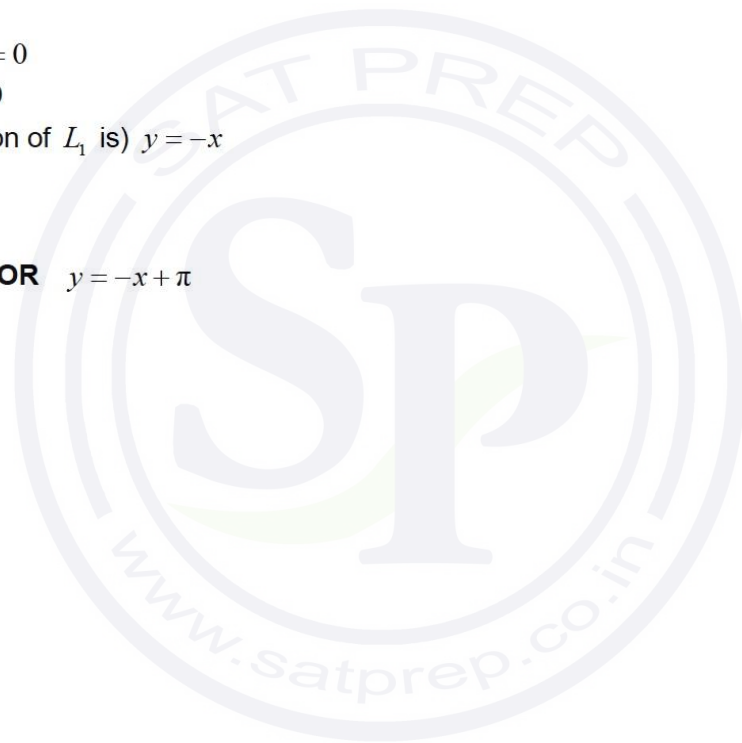 = 0
)
on of L₁ is) y = −x
OR y = −x + π
SAT PREP
SP
www.satprep.co.in